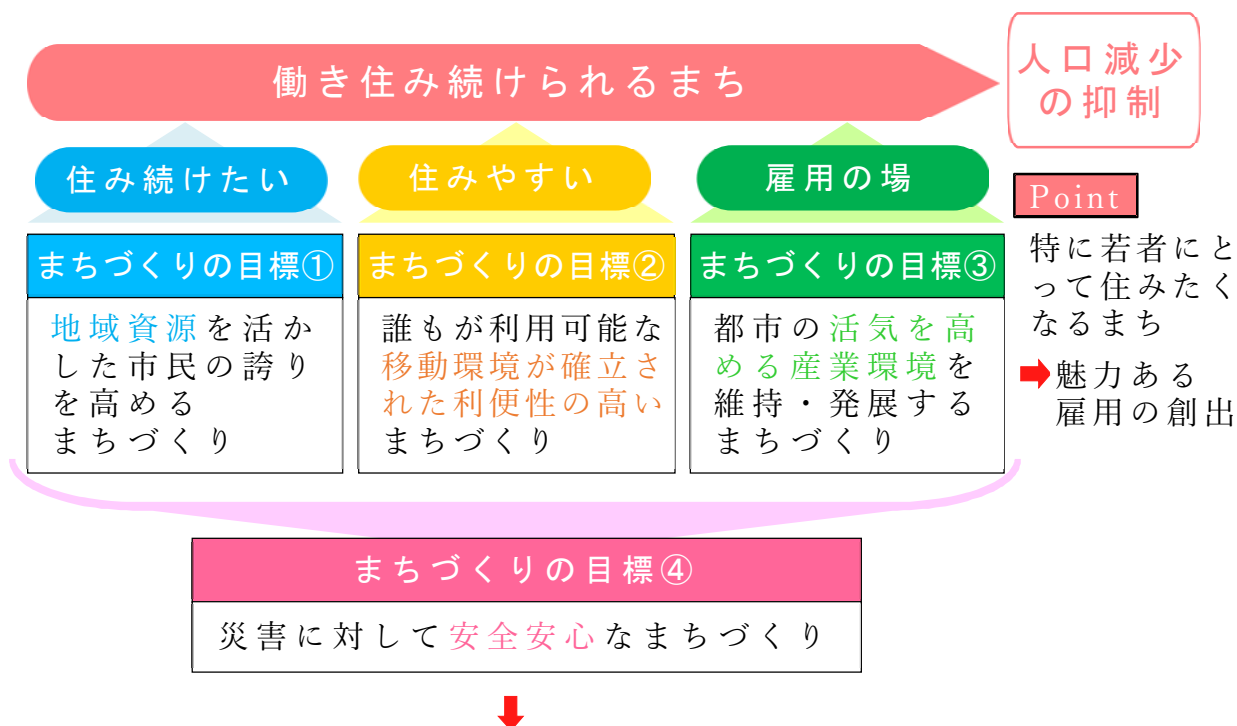 働き住み続けられるまち
人口減少
の抑制
住み続けたい
住みやすい
雇用の場
まちづくりの目標①
地域資源を活か
した市民の誇り
を高める
まちづくり
まちづくりの目標②
誰もが利用可能な
移動環境が確立さ
れた利便性の高い
まちづくり
まちづくりの目標③
都市の活気を高
める産業環境を
維持・発展する
まちづくり
Point
特に若者にと
って住みたく
なるまち
魅力ある
雇用の創出
まちづくりの目標④
災害に対して安全安心なまちづくり